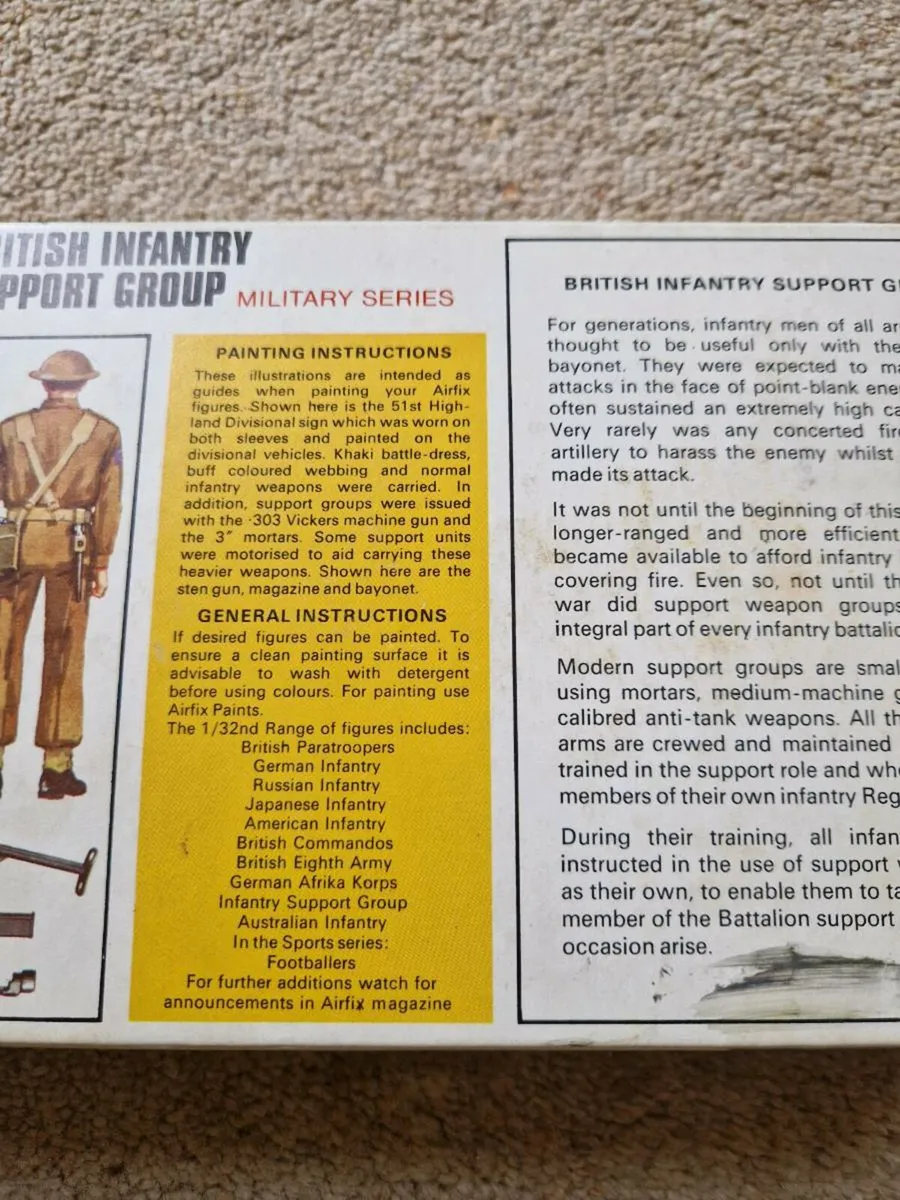 ITISH INFANTRY
PPORT GROUP MILITARY SERIES
PAINTING INSTRUCTIONS
These illustrations are intended as
guides when painting your Airfix
figures. Shown here is the 51st High-
land Divisional sign which was worn on
both sleeves and painted on the
divisional vehicles. Khaki battle-dress,
buff coloured webbing and normal
infantry weapons were carried. In
addition, support groups were issued
with the ·303 Vickers machine gun and
the 3" mortars. Some support units
were motorised to aid carrying these
heavier weapons. Shown here are the
sten gun, magazine and bayonet.
GENERAL INSTRUCTIONS
If desired figures can be painted. To
ensure a clean painting surface it is
advisable to wash with detergent
before using colours. For painting use
Airfix Paints.
The 1/32nd Range of figures includes:
British Paratroopers
German Infantry
Russian Infantry
Japanese Infantry
American Infantry
British Commandos
British Eighth Army
German Afrika Korps
Infantry Support Group
Australian Infantry
In the Sports series:
Footballers
For further additions watch for
announcements in Airfix magazine
BRITISH INFANTRY SUPPORT G
For generations, infantry men of all ar
thought to be useful only with the
bayonet. They were expected to ma
attacks in the face of point-blank ene
often sustained an extremely high ca
Very rarely was any concerted fir
artillery to harass the enemy whilst
made its attack.
It was not until the beginning of this
longer-ranged and more efficient
became available to afford infantry
covering fire. Even so, not until th
war did support weapon groups
integral part of every infantry battalio
Modern support groups are smal
using mortars, medium-machine g
calibred anti-tank weapons. All th
arms are crewed and maintained
trained in the support role and who
members of their own infantry Reg
During their training, all infan
instructed in the use of support
as their own, to enable them to ta
member of the Battalion support
occasion arise.